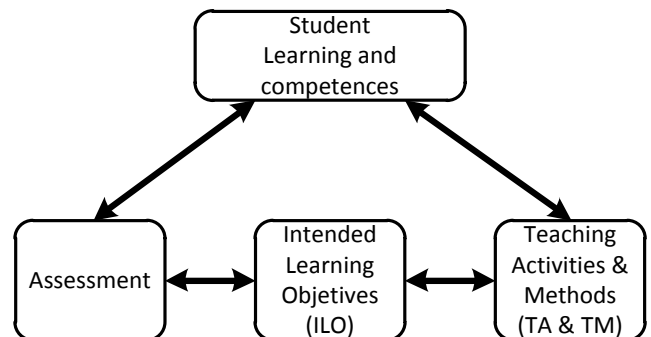 Student
Learning and
competences
Assessment
Intended
Learning
Objetives
(ILO)
Teaching
Activities &
Methods
(TA & TM)